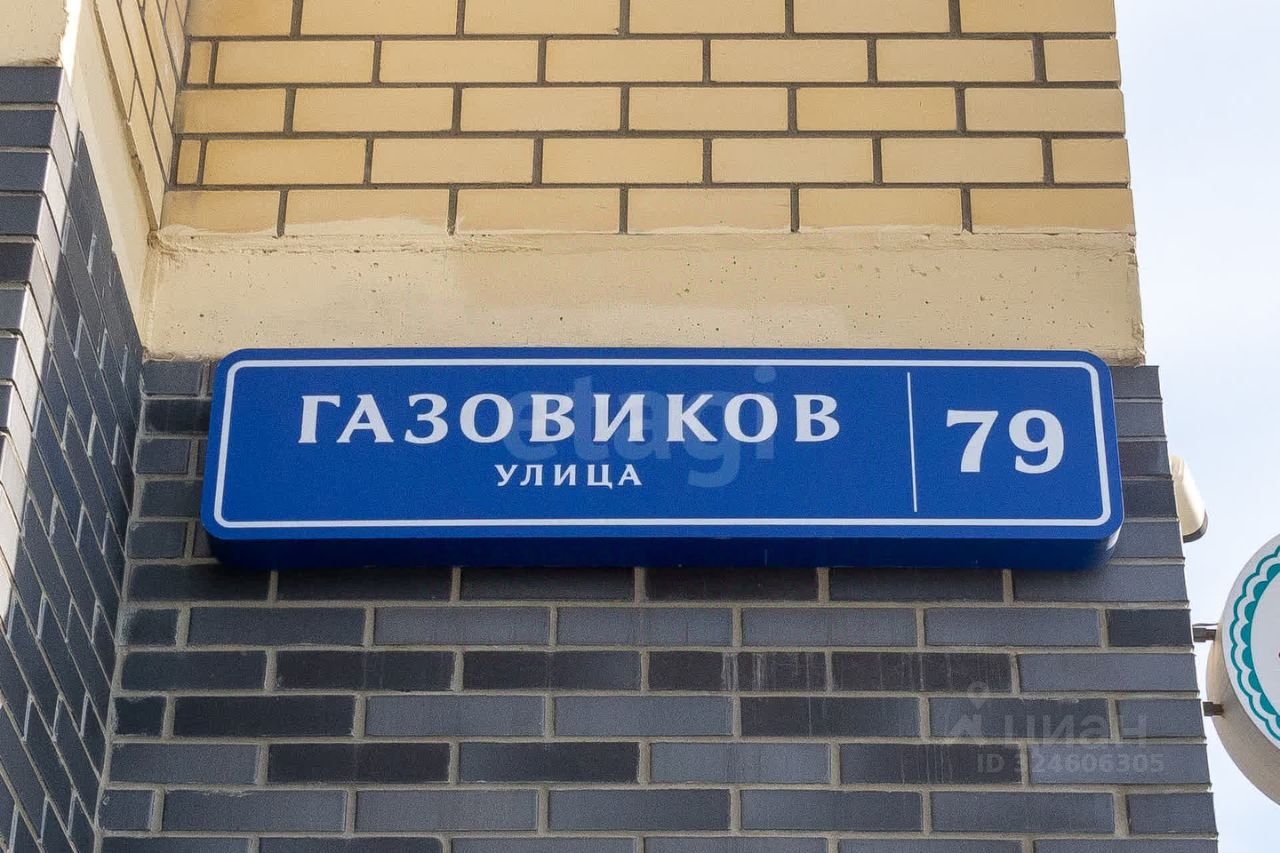 ГАЗОВИКОВ
УЛИЦА
79
etagi
циан
ID 324606305